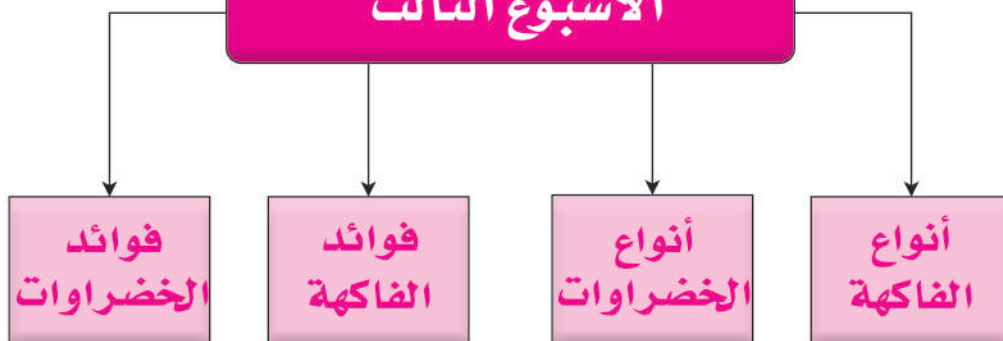 الأسبوع الثالث
أنواع
الفاكهة
أنواع
الخضراوات
فوائد
الفاكهة
فوائد
الخضراوات